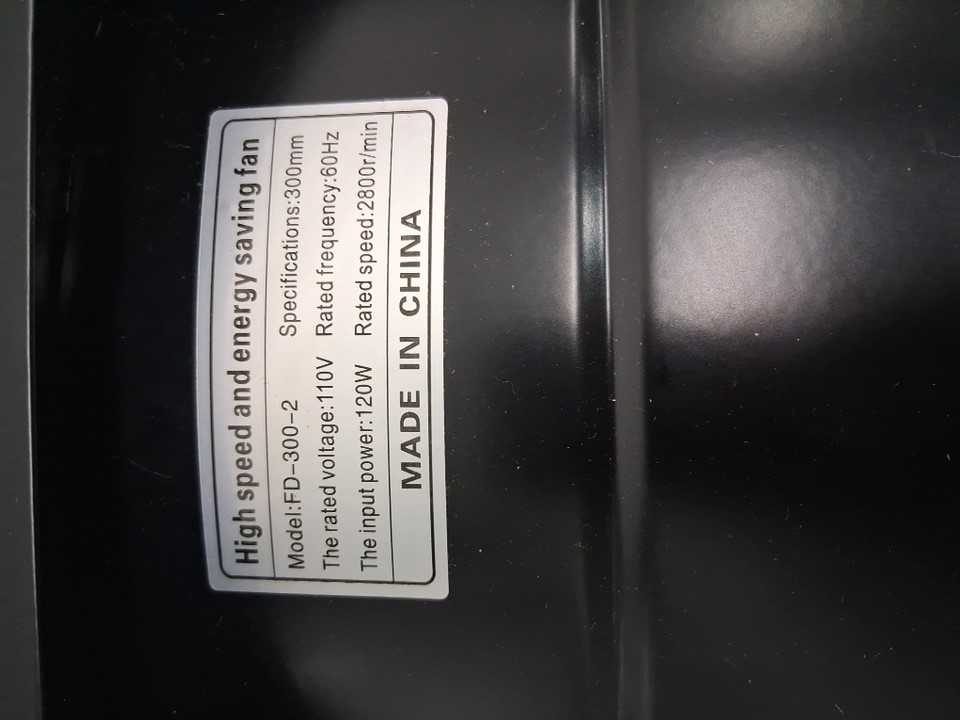 High speed and energy saving fan
Model:FD-300-2 Specifications:300mm
The rated voltage:110V Rated frequency:60Hz
The input power:120W Rated speed:2800r/min
MADE IN CHINA